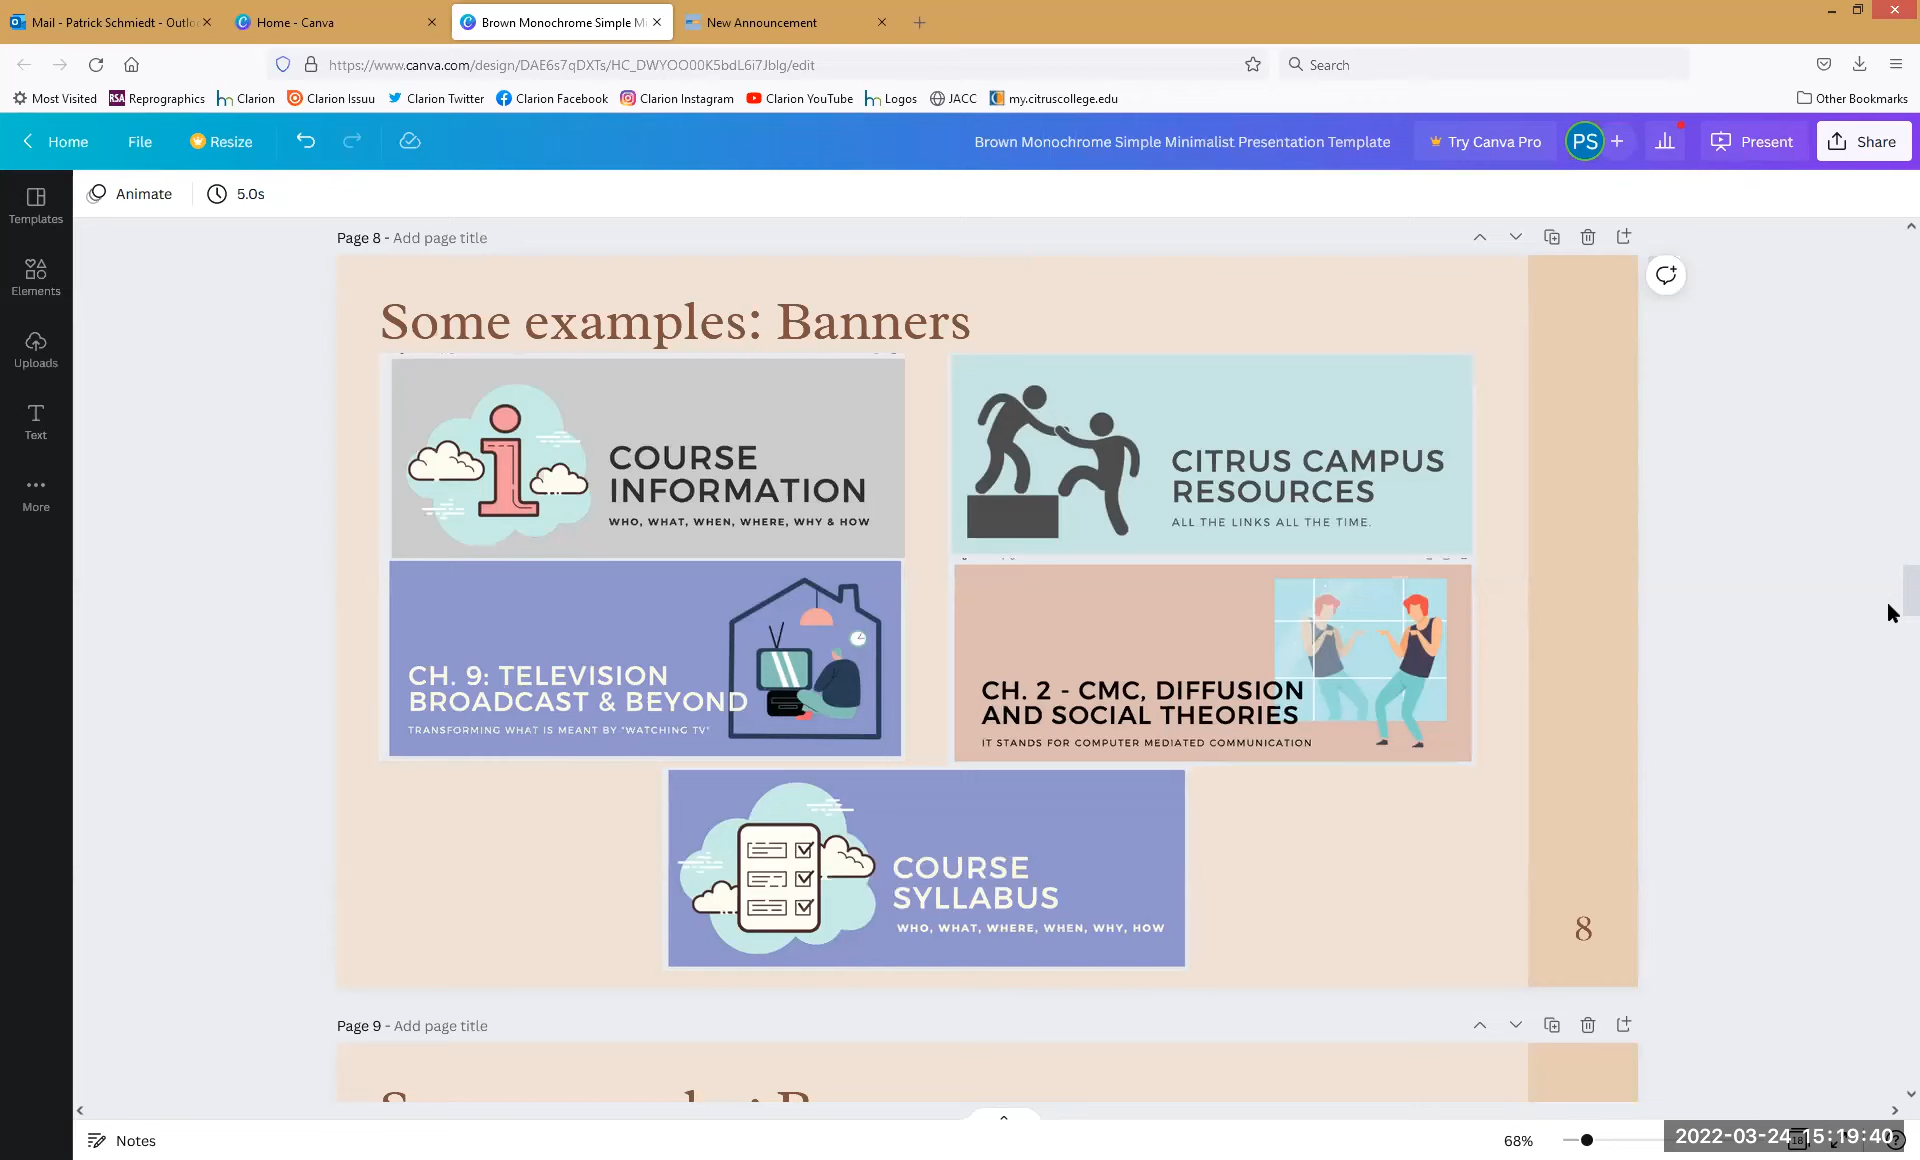 Mail - Patrick Schmiedt - Outlo
Home - Canva
Brown Monochrome Simple Mi
New Announcement
https://www.canva.com/design/DAE6s7qDXTs/HC_DWYOO00K5bdL6i7Jblg/edit
Search
Most Visited
RSA Reprographics
Clarion
Clarion Issuu
Clarion Twitter
Clarion Facebook
Clarion Instagram
Clarion YouTube
Logos
JACC
my.citruscollege.edu
Other Bookmarks
Home
File
Resize
Brown Monochrome Simple Minimalist Presentation Template
Try Canva Pro
PS
Present
Share
Templates
Elements
Uploads
Text
More
Animate
5.0s
Page 8 - Add page title
Some examples: Banners
COURSE
INFORMATION
WHO, WHAT, WHEN, WHERE, WHY & HOW
CITRUS CAMPUS
RESOURCES
ALL THE LINKS ALL THE TIME.
CH. 9: TELEVISION
BROADCAST & BEYOND
TRANSFORMING WHAT IS MEANT BY "WATCHING TV"
CH. 2 - CMC, DIFFUSION
AND SOCIAL THEORIES
IT STANDS FOR COMPUTER MEDIATED COMMUNICATION
COURSE
SYLLABUS
WHO, WHAT, WHERE, WHEN, WHY, HOW
8
Page 9 - Add page title
Notes
68%
18
2022-03-24 15:19:40